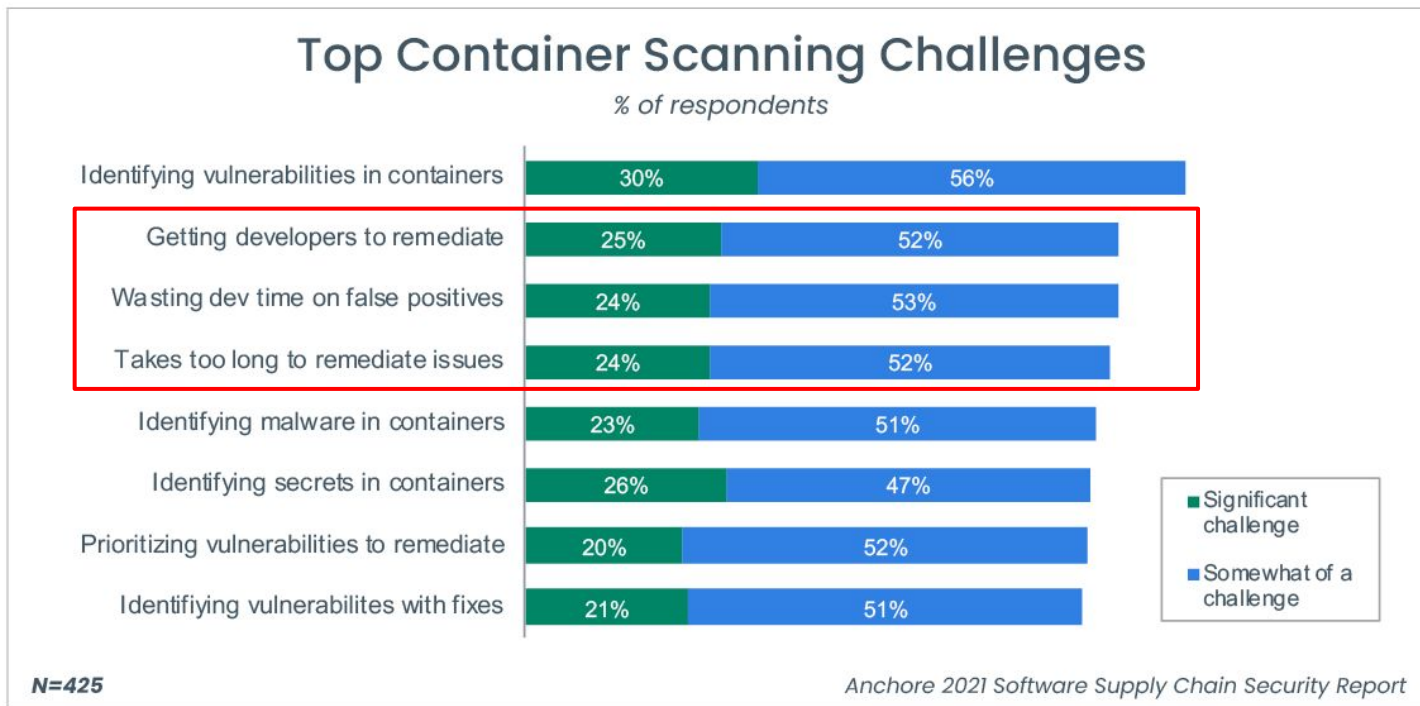 Top Container Scanning Challenges
% of respondents
Identifying vulnerabilities in containers 30% 56%
Getting developers to remediate 25% 52%
Wasting dev time on false positives 24% 53%
Takes too long to remediate issues 24% 52%
Identifying malware in containers 23% 51%
Identifying secrets in containers 26% 47%
Prioritizing vulnerabilities to remediate 20% 52%
Identifiying vulnerabilites with fixes 21% 51%
Significant
challenge
Somewhat of a
challenge
N=425
Anchore 2021 Software Supply Chain Security Report